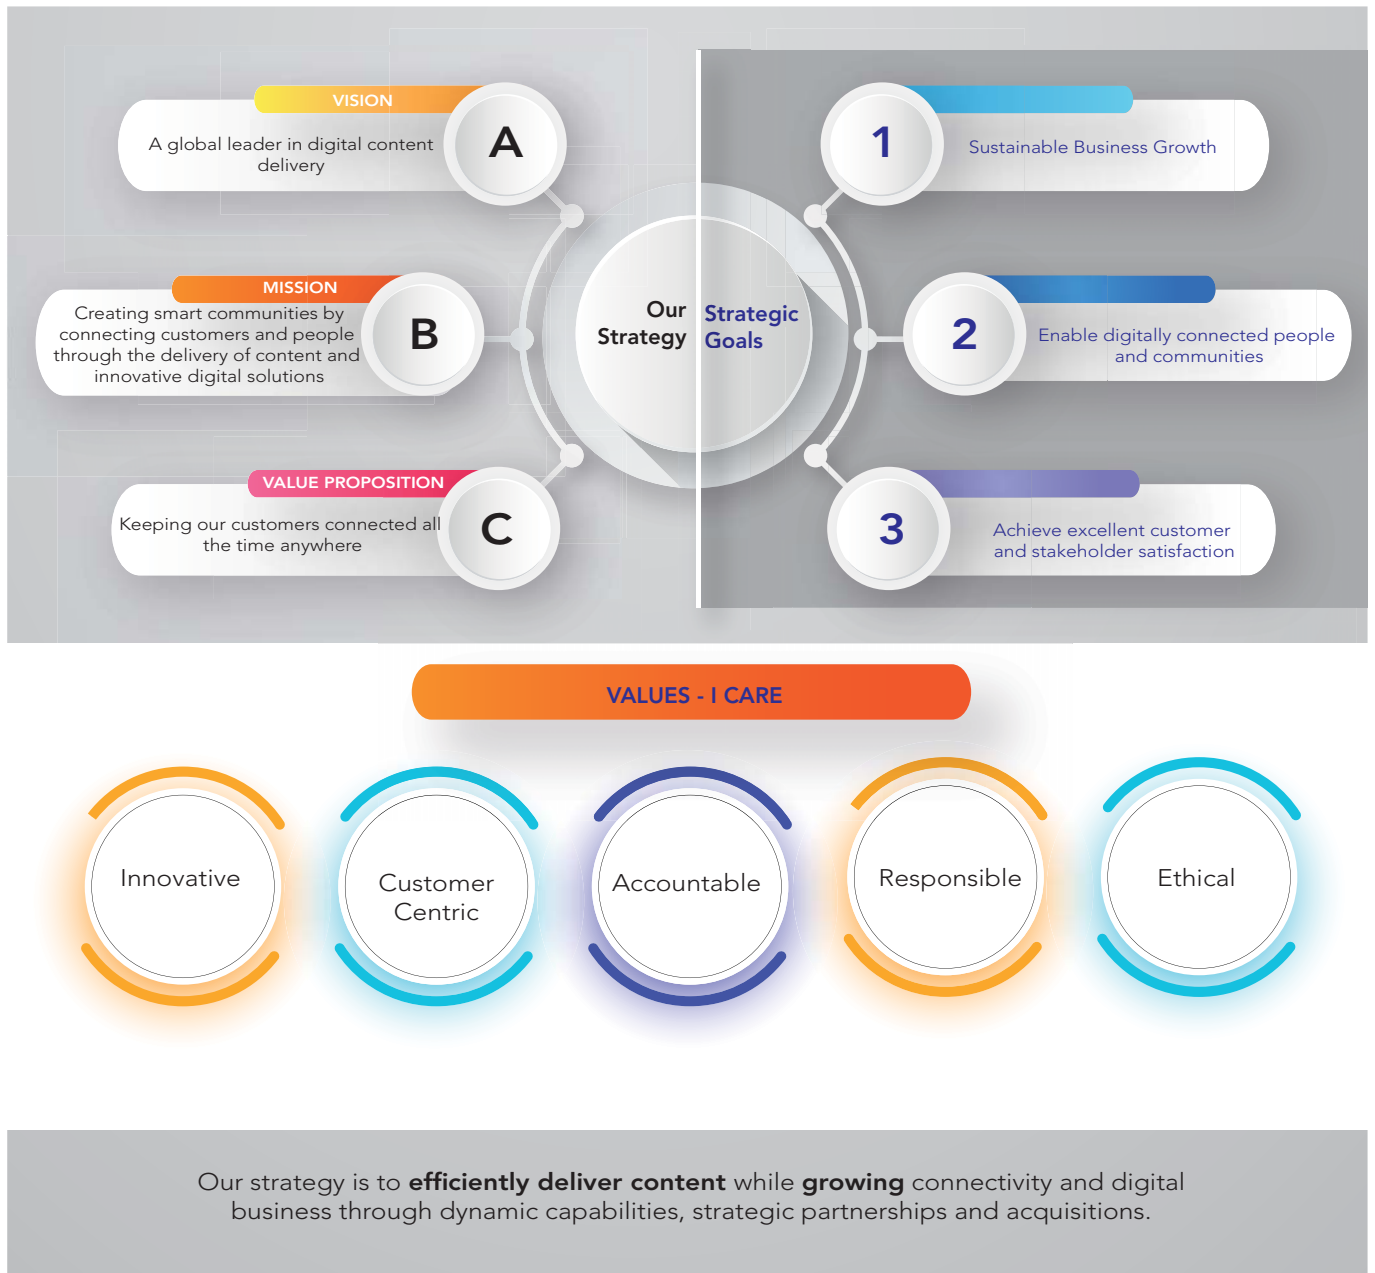 VISION
A global leader in digital content
delivery
A
MISSION
Creating smart communities by
connecting customers and people
through the delivery of content and
innovative digital solutions
B
VALUE PROPOSITION
Keeping our customers connected all
the time anywhere
C
Our
Strategy
Strategic
Goals
1
Sustainable Business Growth
2
Enable digitally connected people
and communities
3
Achieve excellent customer
and stakeholder satisfaction
VALUES - I CARE
Innovative
Customer
Centric
Accountable
Responsible
Ethical
Our strategy is to efficiently deliver content while growing connectivity and digital
business through dynamic capabilities, strategic partnerships and acquisitions.